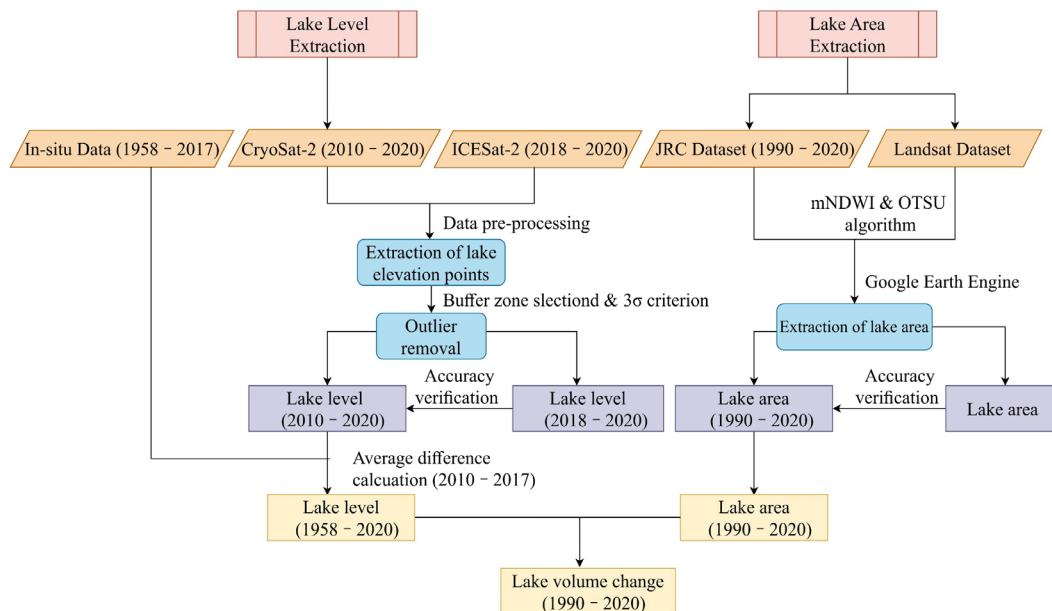 Lake Level
Extraction
Lake Area
Extraction
In-situ Data (1958－2017)
CryoSat-2 (2010－2020)
ICESat-2 (2018－2020)
JRC Dataset (1990－2020)
Landsat Dataset
Data pre-processing
mNDWI & OTSU
algorithm
Extraction of lake
elevation points
Google Earth Engine
Buffer zone slectiond & 3σ criterion
Outlier
removal
Extraction of lake area
Lake level
(2010－2020)
Accuracy
verification
Lake level
(2018－2020)
Lake area
(1990－2020)
Accuracy
verification
Lake area
Average difference
calcuation (2010－2017)
Lake level
(1958－2020)
Lake area
(1990－2020)
Lake volume change
(1990－2020)